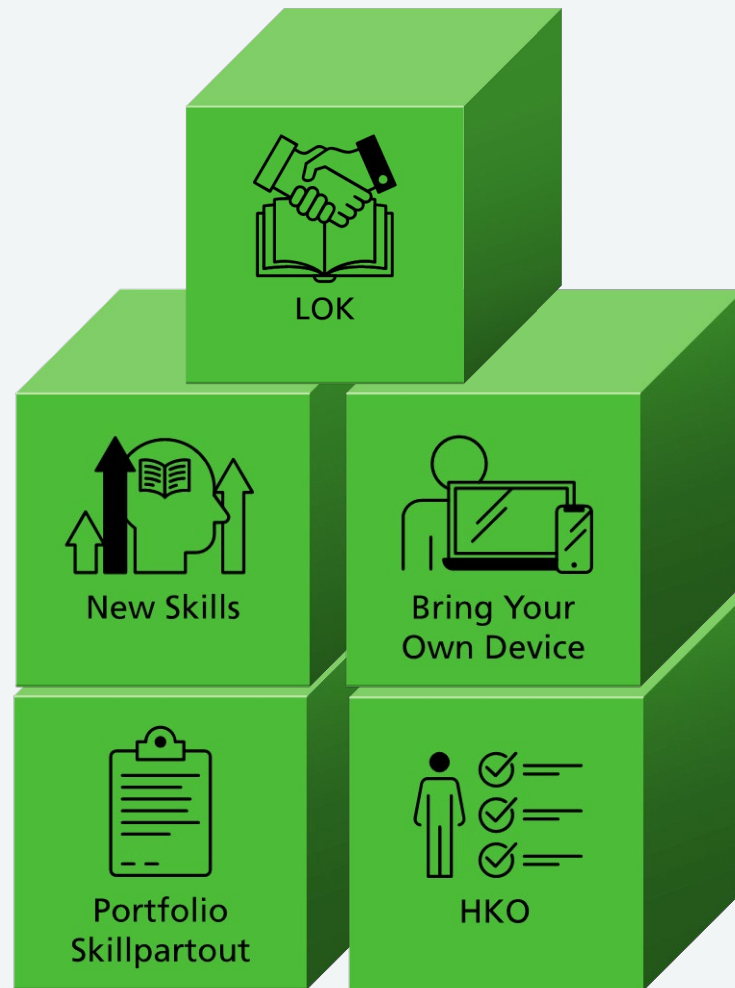 LOK
New Skills
Bring Your
Own Device
Portfolio
Skillpartout
HKO